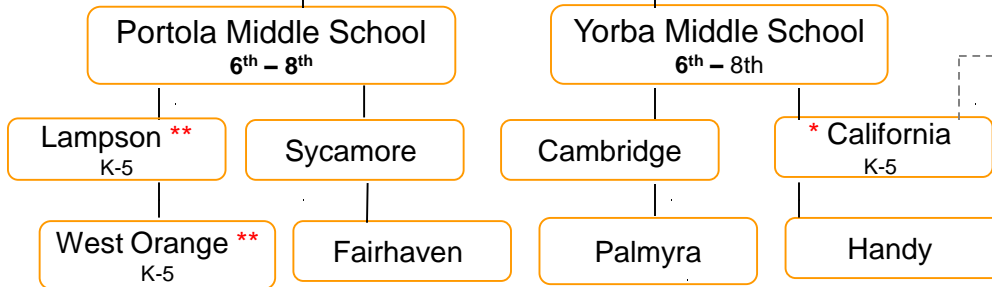 Portola Middle School
6th – 8th
Yorba Middle School
6th – 8th
Lampson **
K-5
Sycamore
Cambridge
* California
K-5
West Orange **
K-5
Fairhaven
Palmyra
Handy